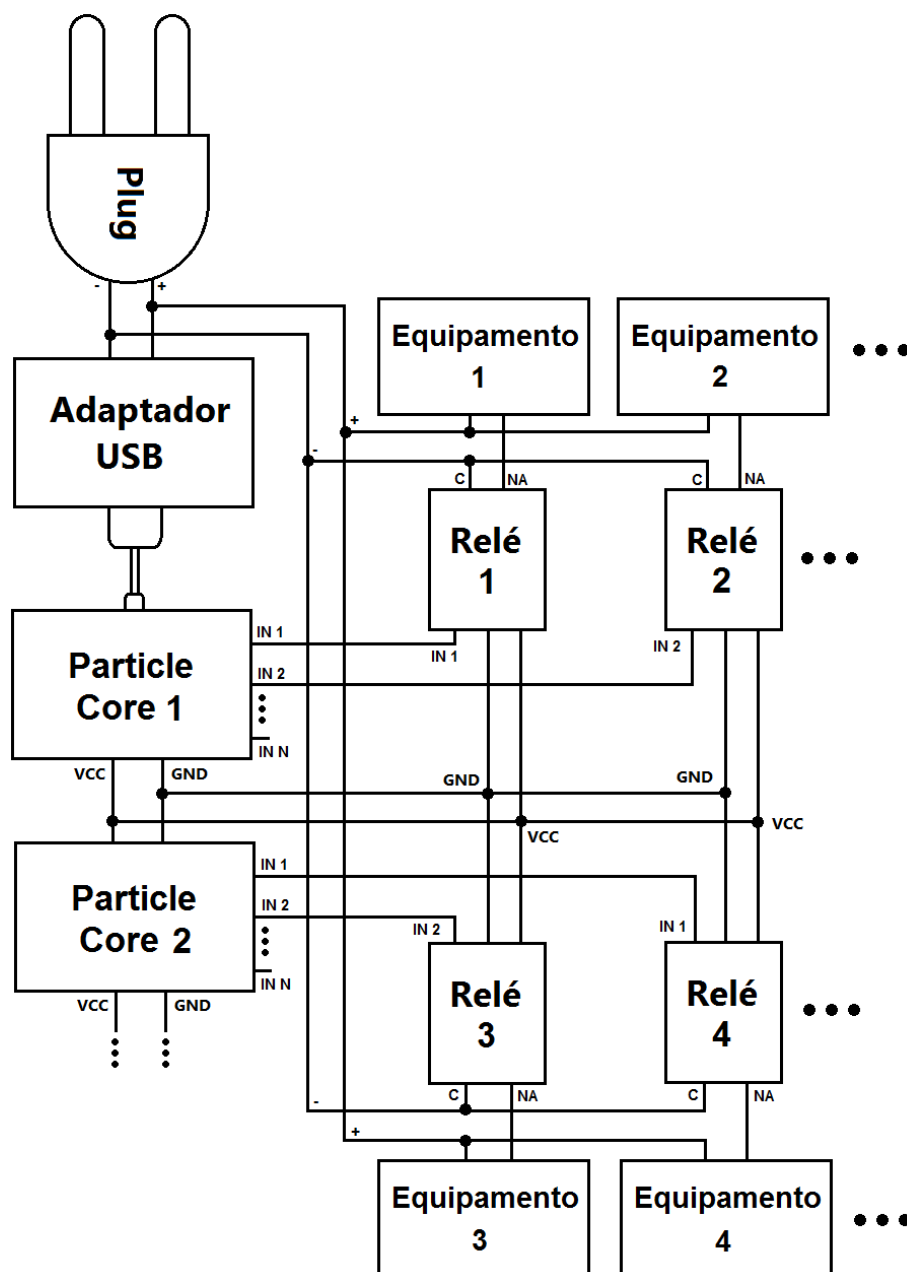 Plug
- +
Adaptador
USB
Equipamento
1
Equipamento
2
+
-
C
NA
C
NA
Relé
1
Relé
2
Particle
Core 1
IN 1
IN 2
IN N
IN 1
IN 2
VCC
GND
GND
GND
VCC
VCC
Particle
Core 2
IN 1
IN 2
IN N
IN 2
IN 1
VCC
GND
Relé
3
Relé
4
C
NA
C
NA
-
+
Equipamento
3
Equipamento
4